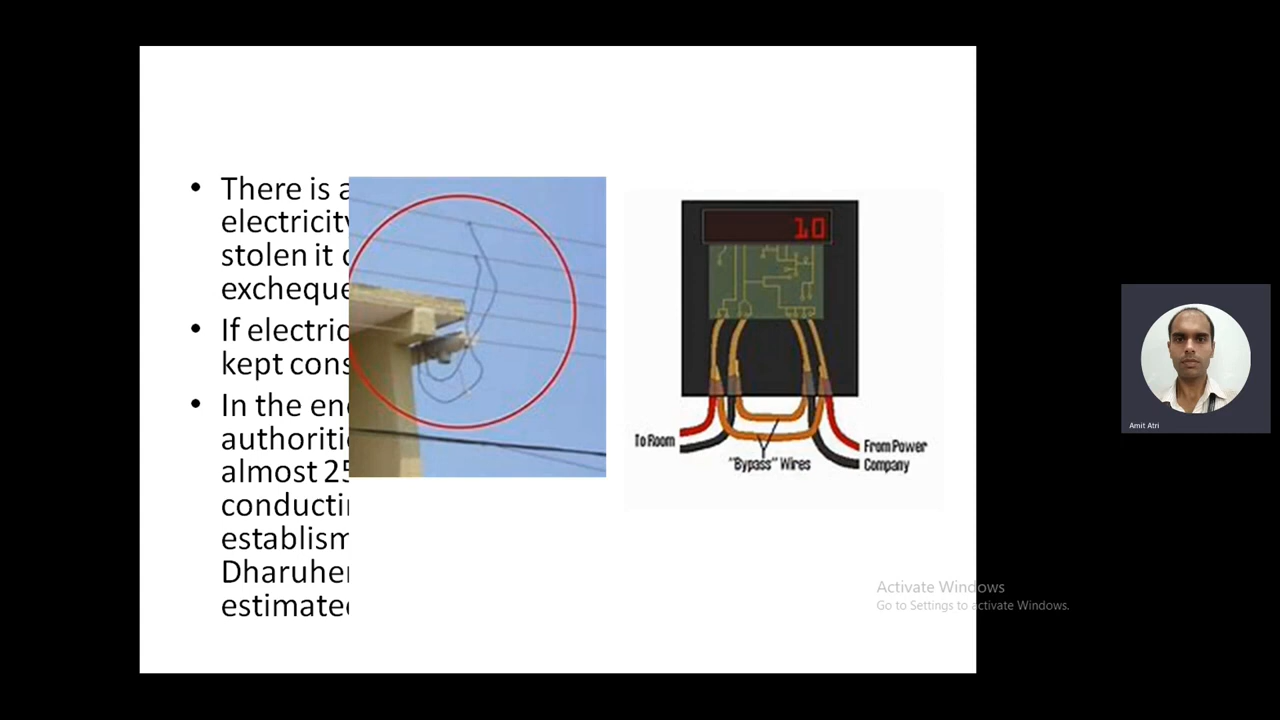 • There is a
electricity
stolen it
excheque
• If electric
kept cons
• In the en
authoriti
almost 25
conducti
establism
Dharuhe
estimate
10
To Room
From Power
Company
"Bypass" Wires
Activate Windows
Go to Settings to activate Windows.
Amit Atri